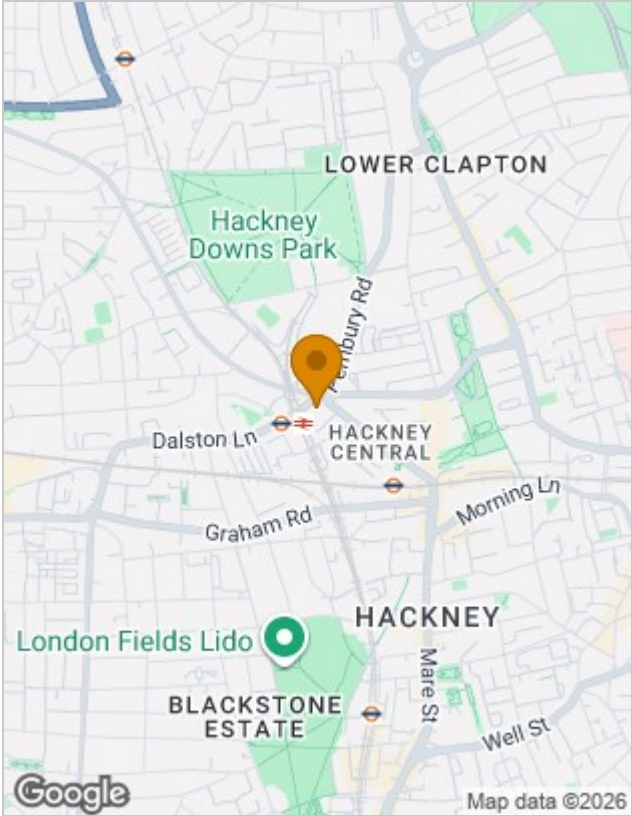 LOWER CLAPTON
Hackney
Downs Park
Pembury Rd
Dalston Ln
HACKNEY
CENTRAL
Morning Ln
Graham Rd
HACKNEY
London Fields Lido
Mare St
BLACKSTONE
ESTATE
Well St
Google
Map data ©2026